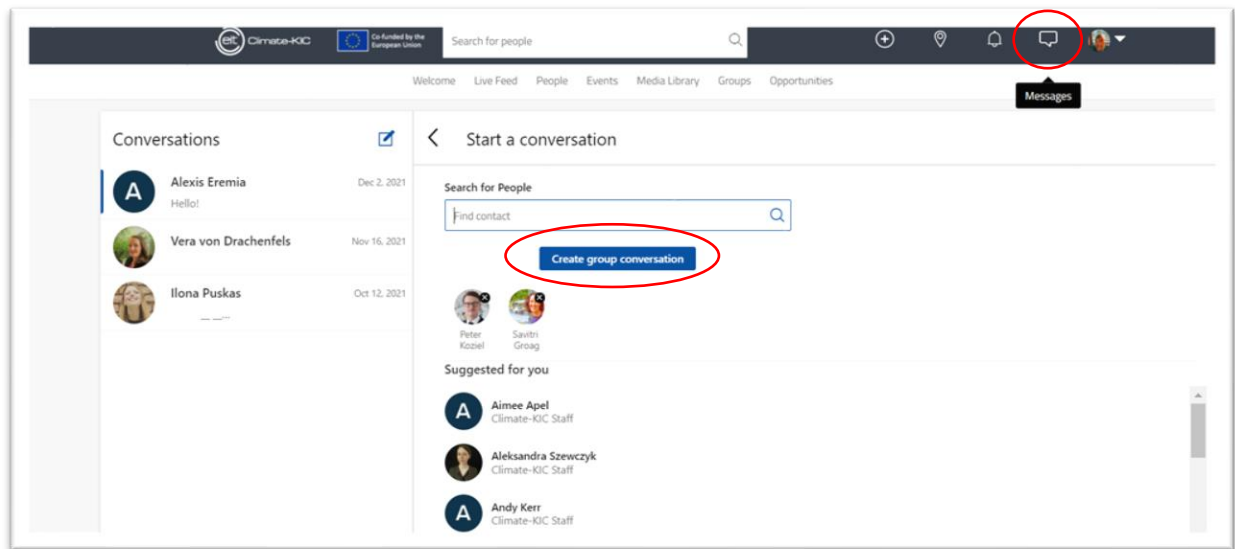 eit Climate-KIC
Co-funded by the
European Union
Search for people
Welcome Live Feed People Events Media Library Groups Opportunities
Messages
Conversations
Start a conversation
A
Alexis Eremia
Dec 2, 2021
Hello!
Vera von Drachenfels
Nov 16, 2021
Ilona Puskas
Oct 12, 2021
Search for People
Find contact
Create group conversation
Peter
Koziel
Savitri
Groag
Suggested for you
A
Aimee Apel
Climate-KIC Staff
Aleksandra Szewczyk
Climate-KIC Staff
A
Andy Kerr
Climate-KIC Staff